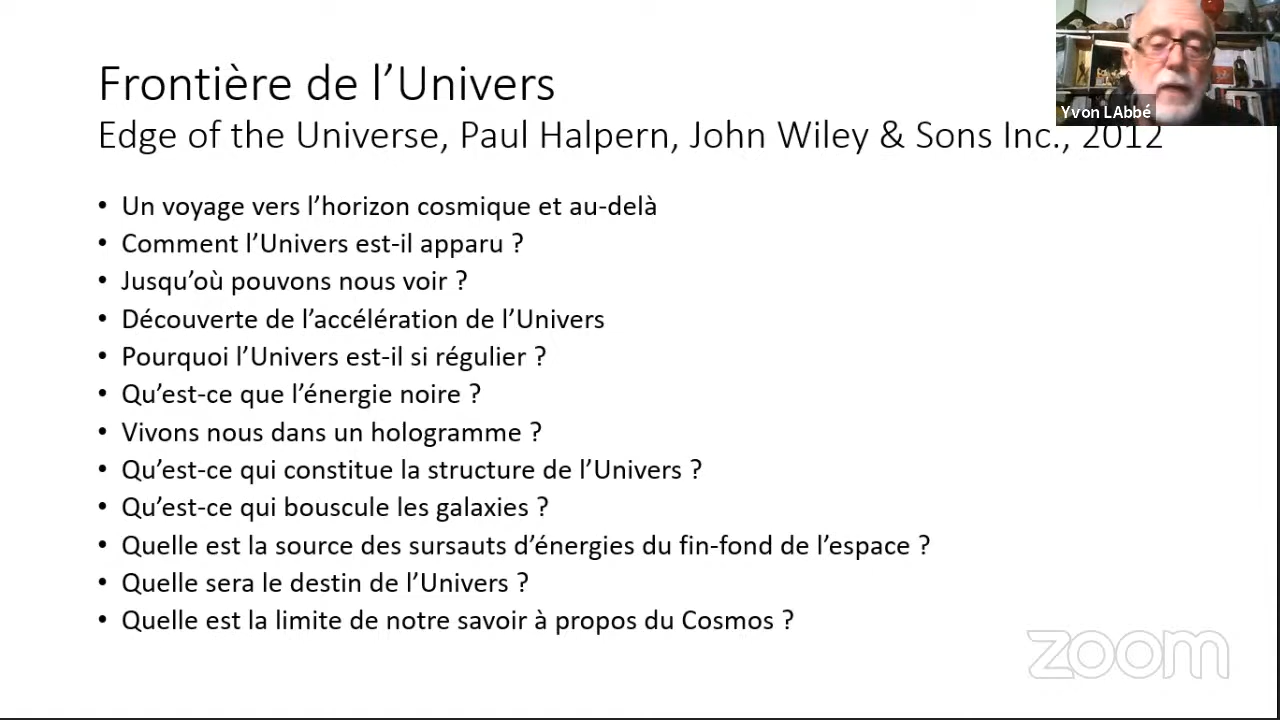 Frontière de l’Univers
Edge of the Universe, Paul Halpern, John Wiley & Sons Inc., 2012
• Un voyage vers l’horizon cosmique et au-delà
• Comment l’Univers est-il apparu ?
• Jusqu’où pouvons nous voir ?
• Découverte de l’accélération de l’Univers
• Pourquoi l’Univers est-il si régulier ?
• Qu’est-ce que l’énergie noire ?
• Vivons nous dans un hologramme ?
• Qu’est-ce qui constitue la structure de l’Univers ?
• Qu’est-ce qui bouscule les galaxies ?
• Quelle est la source des sursauts d’énergies du fin-fond de l’espace ?
• Quelle sera le destin de l’Univers ?
• Quelle est la limite de notre savoir à propos du Cosmos ?
Yvon LAbbé
zoom